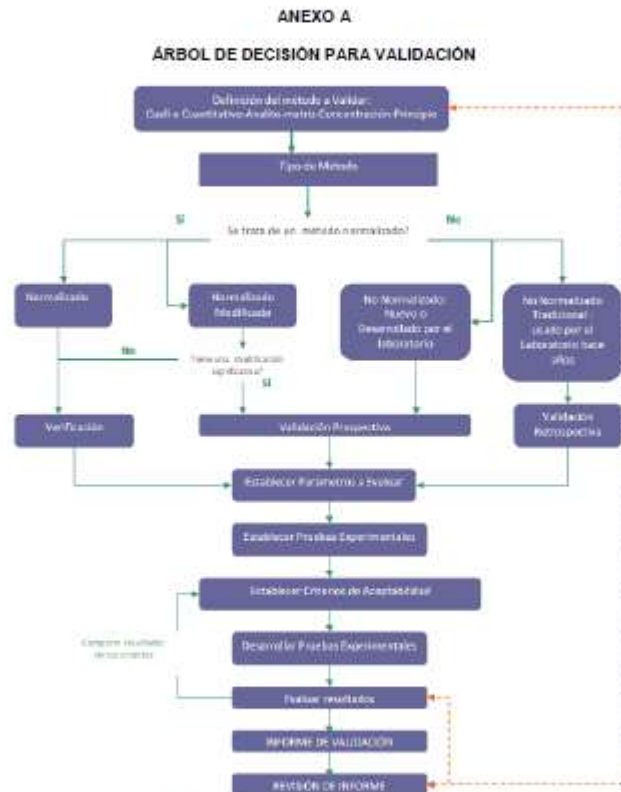 ANEXO A
ÁRBOL DE DECISIÓN PARA VALIDACIÓN
Definición del método a Validar:
Cuali o Cuantitativo-Analito-matriz-Concentración-Principio
Tipo de Método
Si
Se trata de un método normalizado?
No
Normalizado
Normalizado
Modificado
No Normalizado:
Nuevo o
Desarrollado por el
laboratorio
No Normalizado
Tradicional:
usado por el
Laboratorio hace
años
No
Tiene una modificación
significativa?
Si
Verificación
Validación Prospectiva
Validación
Retrospectiva
Establecer Parámetros a Evaluar
Establecer Pruebas Experimentales
Establecer Criterios de Aceptabilidad
Comparar resultados
Desarrollar Pruebas Experimentales
Evaluar resultados
INFORME DE VALIDACIÓN
REVISIÓN DE INFORME